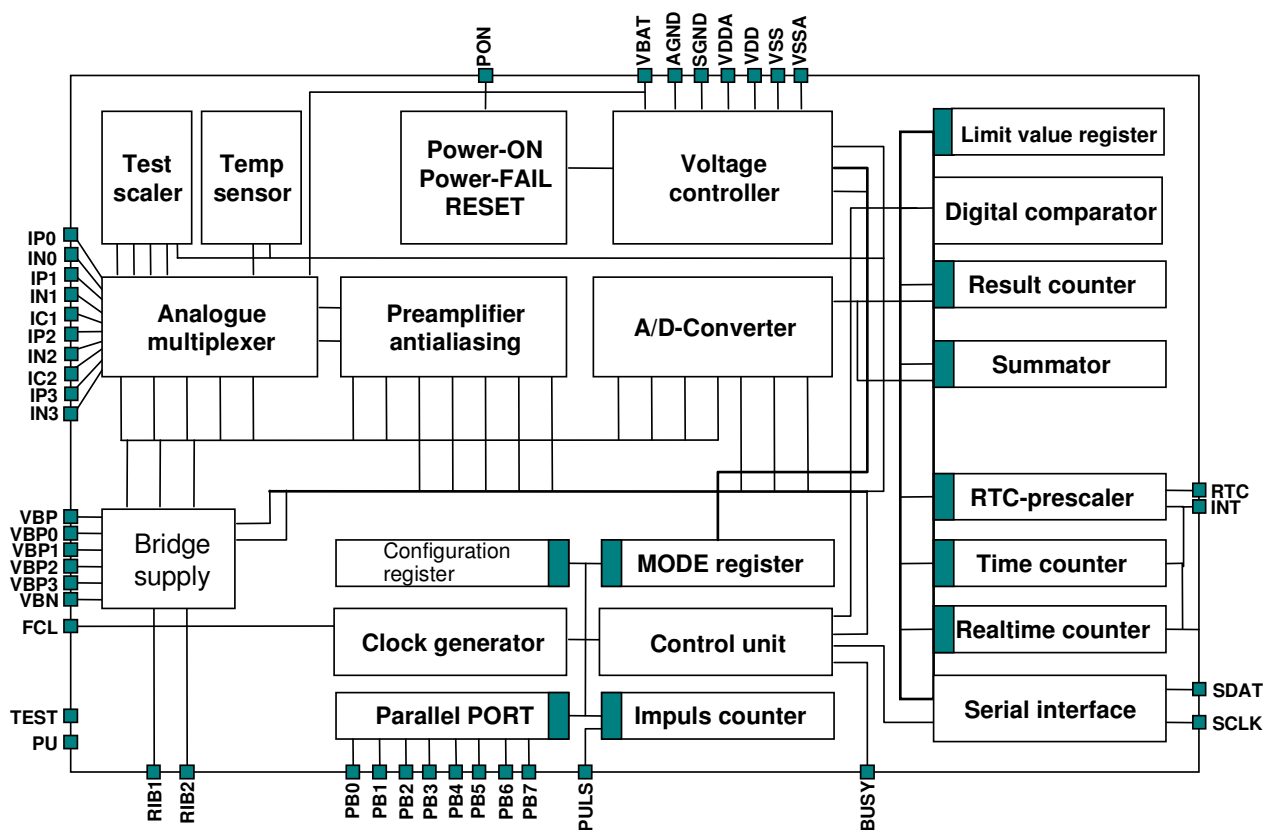 PON
VBAT
AGND
SGND
VDDA
VDD
VSS
VSSA
Test
scaler
Temp
sensor
Power-ON
Power-FAIL
RESET
Voltage
controller
Limit value register
Digital comparator
IP0
IN0
IP1
IN1
IC1
IP2
IN2
IC2
IP3
IN3
Analogue
multiplexer
Preamplifier
antialiasing
A/D-Converter
Result counter
Summator
RTC-prescaler
RTC
INT
VBP
VBP0
VBP1
VBP2
VBP3
VBN
Bridge
supply
Configuration
register
MODE register
Time counter
FCL
Clock generator
Control unit
Realtime counter
TEST
PU
Parallel PORT
Impuls counter
Serial interface
SDAT
SCLK
RIB1
RIB2
PB0
PB1
PB2
PB3
PB4
PB5
PB6
PB7
PULS
BUSY